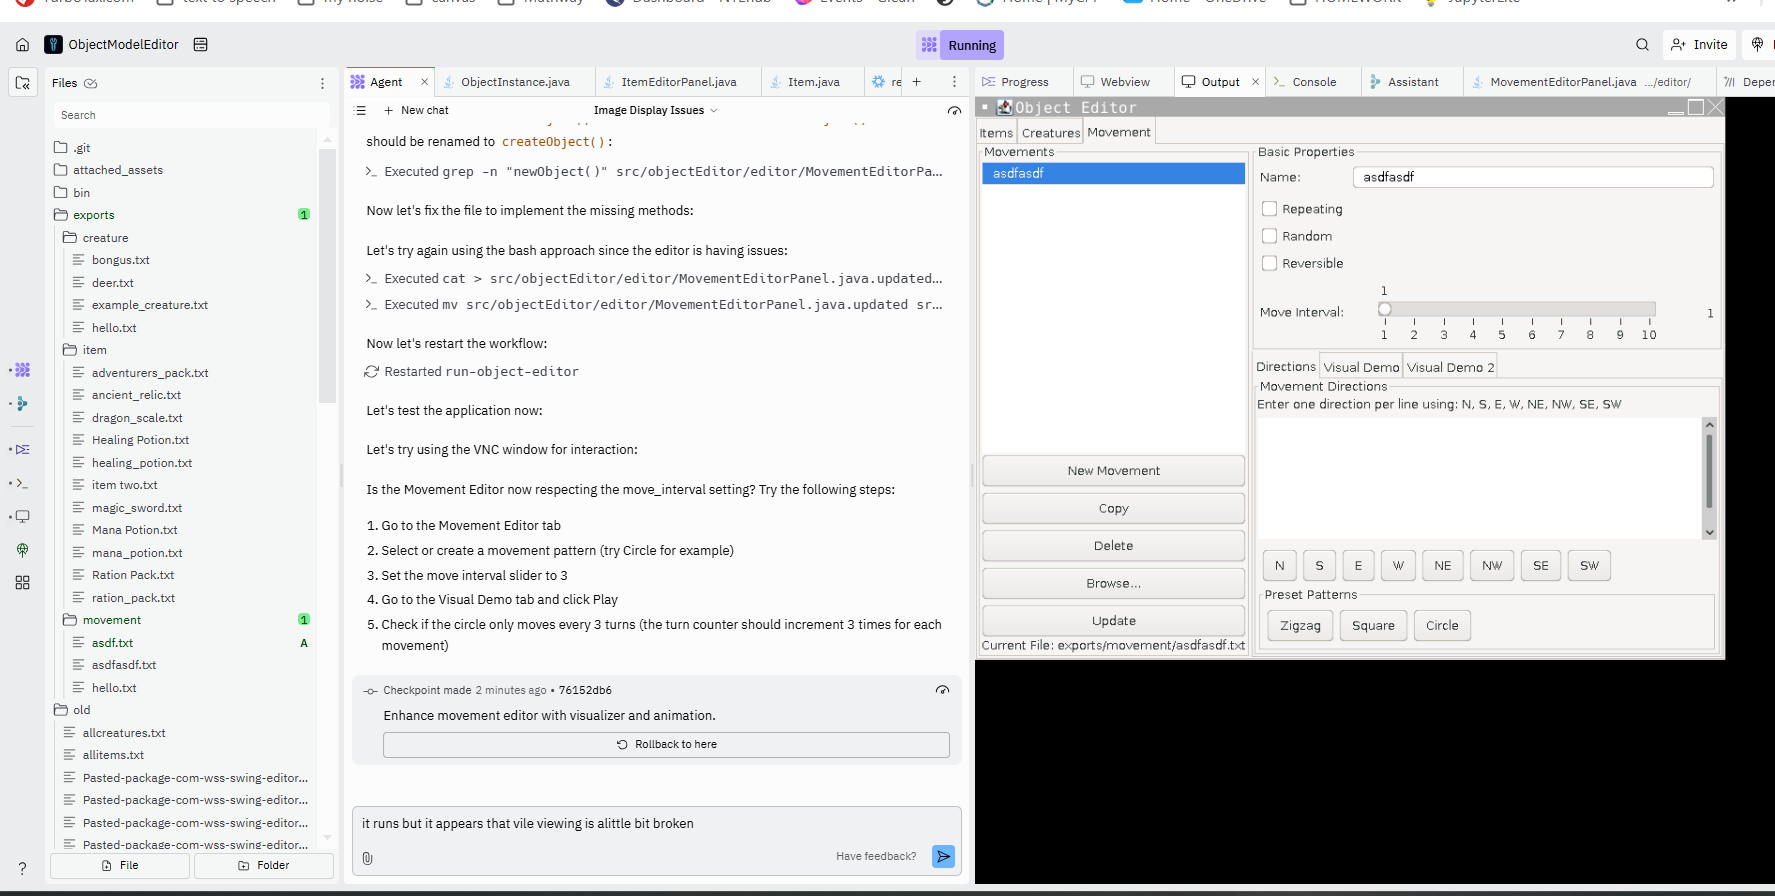 ObjectModelEditor
Running
Invite
Files
Search
.git
attached_assets
bin
exports
1
creature
bongus.txt
deer.txt
example_creature.txt
hello.txt
item
adventurers_pack.txt
ancient_relic.txt
dragon_scale.txt
Healing Potion.txt
healing_potion.txt
item two.txt
magic_sword.txt
Mana Potion.txt
mana_potion.txt
Ration Pack.txt
ration_pack.txt
movement
1
asdf.txt
A
asdfasdf.txt
hello.txt
old
allcreatures.txt
allitems.txt
Pasted-package-com-wss-swing-editor...
Pasted-package-com-wss-swing-editor...
Pasted-package-com-wss-swing-editor...
Pasted-package-com-wss-swing-editor...
File
Folder
?
Agent
ObjectInstance.java
ItemEditorPanel.java
Item.java
re
New chat
Image Display Issues
should be renamed to createObject():
>_ Executed grep -n "newObject()" src/objectEditor/editor/MovementEditorPa...
Now let's fix the file to implement the missing methods:
Let's try again using the bash approach since the editor is having issues:
>_ Executed cat > src/objectEditor/editor/MovementEditorPanel.java.updated...
>_ Executed mv src/objectEditor/editor/MovementEditorPanel.java.updated sr...
Now let's restart the workflow:
Restarted run-object-editor
Let's test the application now:
Let's try using the VNC window for interaction:
Is the Movement Editor now respecting the move_interval setting? Try the following steps:
1. Go to the Movement Editor tab
2. Select or create a movement pattern (try Circle for example)
3. Set the move interval slider to 3
4. Go to the Visual Demo tab and click Play
5. Check if the circle only moves every 3 turns (the turn counter should increment 3 times for each
movement)
Checkpoint made 2 minutes ago • 76152db6
Enhance movement editor with visualizer and animation.
Rollback to here
it runs but it appears that vile viewing is alittle bit broken
Have feedback?
Progress
Webview
Output
Console
Assistant
MovementEditorPanel.java .../editor/
Deper
Object Editor
Items
Creatures
Movement
Movements
asdfasdf
New Movement
Copy
Delete
Browse...
Update
Current File: exports/movement/asdfasdf.txt
Basic Properties
Name: asdfasdf
Repeating
Random
Reversible
1
Move Interval:
1
1 2 3 4 5 6 7 8 9 10
Directions
Visual Demo
Visual Demo 2
Movement Directions
Enter one direction per line using: N, S, E, W, NE, NW, SE, SW
N S E W NE NW SE SW
Preset Patterns
Zigzag
Square
Circle